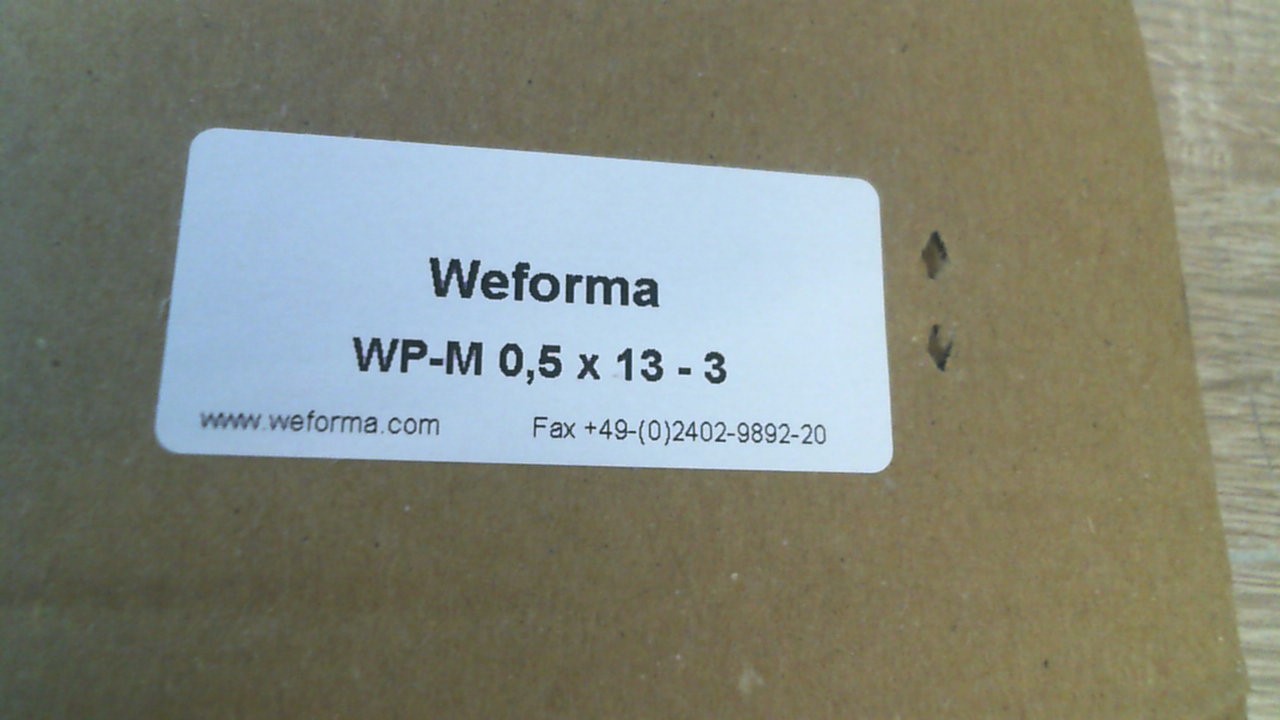 Weforma
WP-M 0,5 x 13 - 3
www.weforma.com Fax +49-(0)2402-9892-20